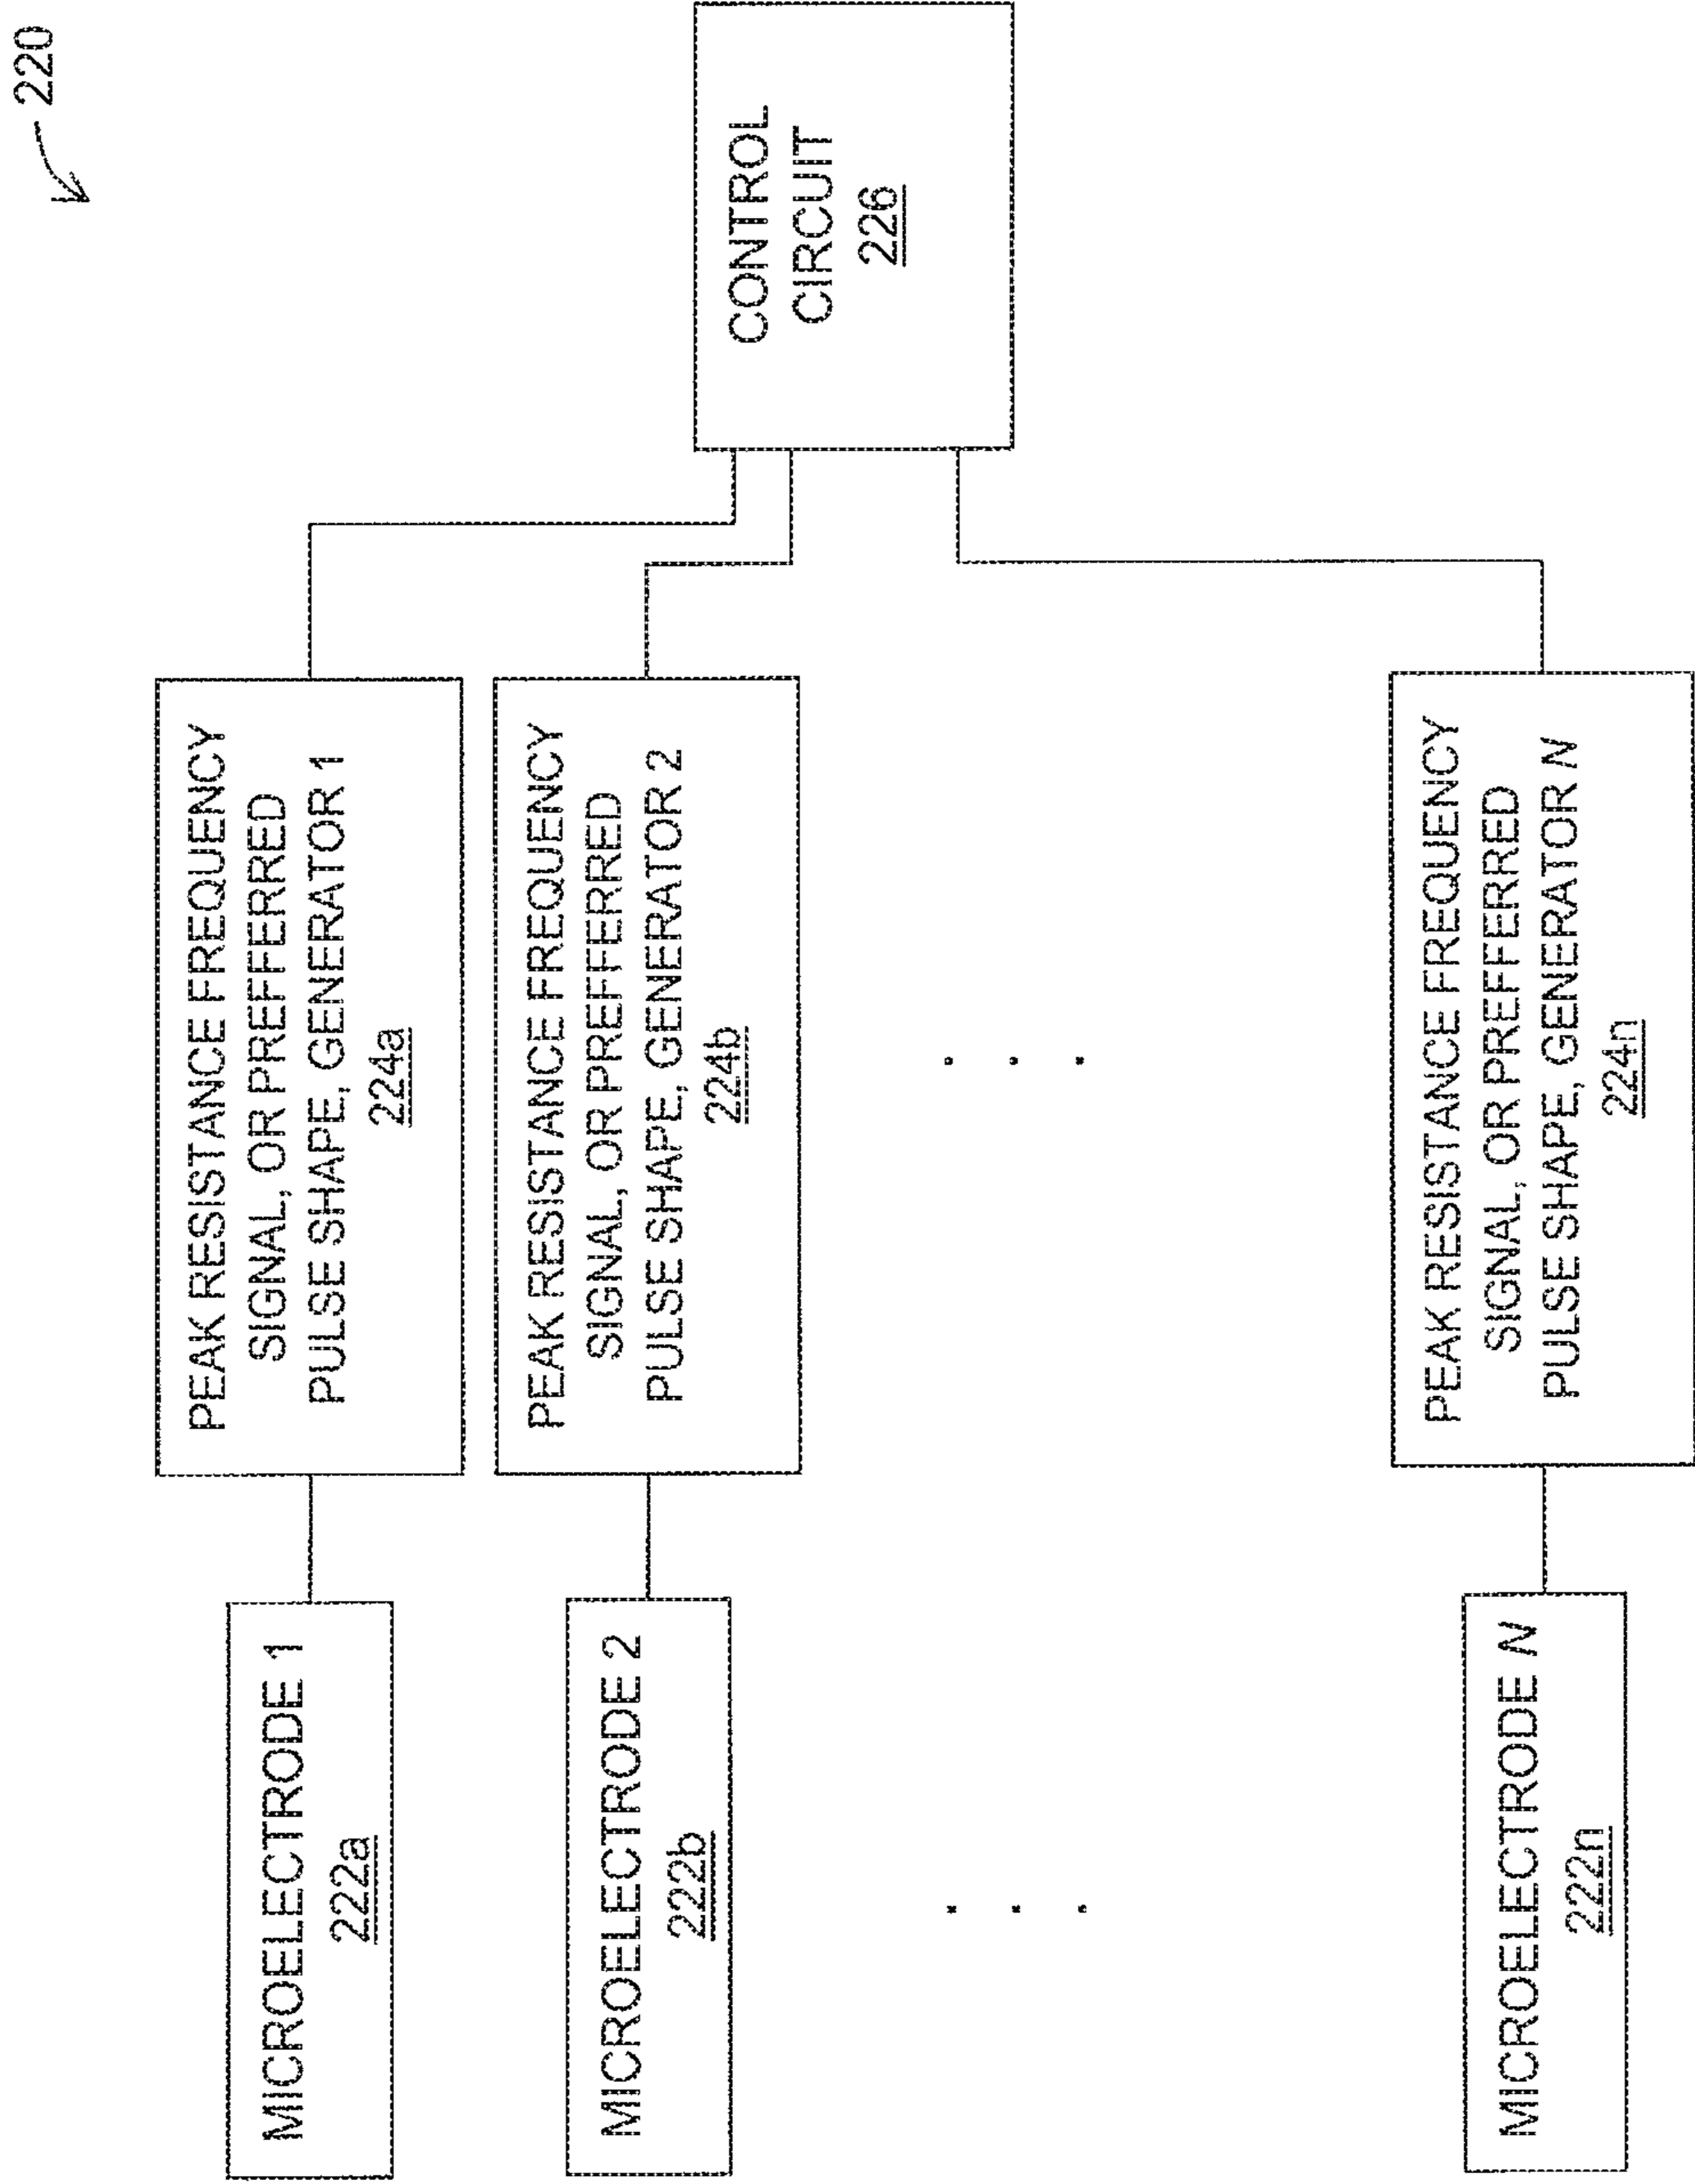 220
MICROELECTRODE 1
222a
PEAK RESISTANCE FREQUENCY
SIGNAL, OR PREFFERRED
PULSE SHAPE, GENERATOR 1
224a
MICROELECTRODE 2
222b
PEAK RESISTANCE FREQUENCY
SIGNAL, OR PREFFERRED
PULSE SHAPE, GENERATOR 2
224b
CONTROL
CIRCUIT
226
MICROELECTRODE N
222n
PEAK RESISTANCE FREQUENCY
SIGNAL, OR PREFFERRED
PULSE SHAPE, GENERATOR N
224n